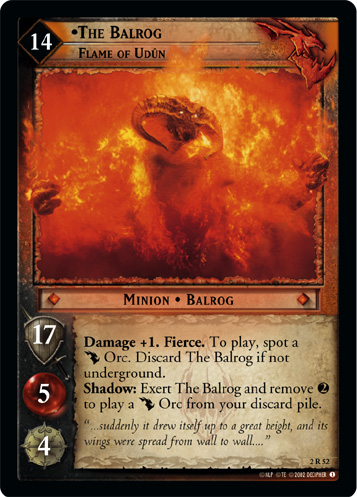 14
•The Balrog
Flame of Udûn
Minion • Balrog
17
Damage +1. Fierce. To play, spot a
Orc. Discard The Balrog if not
underground.
5
Shadow: Exert The Balrog and remove 2
to play a Orc from your discard pile.
4
“...suddenly it drew itself up to a great height, and its
wings were spread from wall to wall....”
2 R 52
©NLP ™TE ©2002 DECIPHER 1